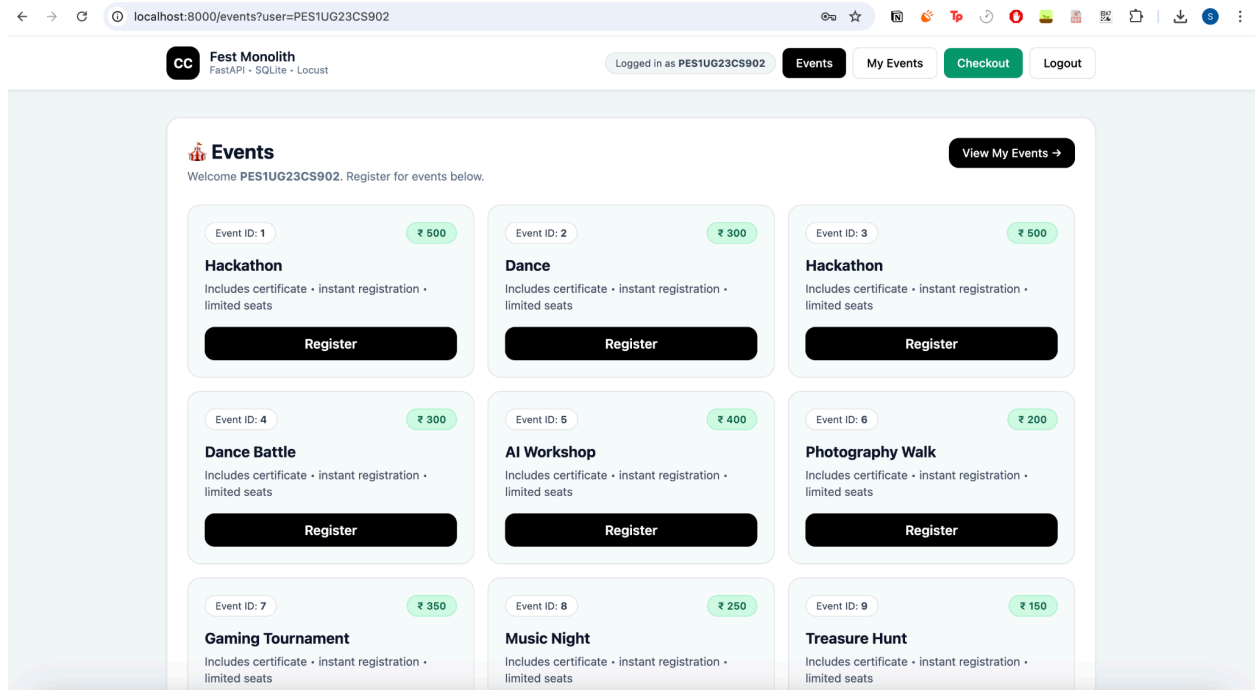 localhost:8000/events?user=PES1UG23CS902
CC
Fest Monolith
FastAPI • SQLite • Locust
Logged in as PES1UG23CS902
Events
My Events
Checkout
Logout
Events
Welcome PES1UG23CS902. Register for events below.
View My Events →
Event ID: 1
₹ 500
Hackathon
Includes certificate • instant registration •
limited seats
Register
Event ID: 2
₹ 300
Dance
Includes certificate • instant registration •
limited seats
Register
Event ID: 3
₹ 500
Hackathon
Includes certificate • instant registration •
limited seats
Register
Event ID: 4
₹ 300
Dance Battle
Includes certificate • instant registration •
limited seats
Register
Event ID: 5
₹ 400
AI Workshop
Includes certificate • instant registration •
limited seats
Register
Event ID: 6
₹ 200
Photography Walk
Includes certificate • instant registration •
limited seats
Register
Event ID: 7
₹ 350
Gaming Tournament
Includes certificate • instant registration •
limited seats
Event ID: 8
₹ 250
Music Night
Includes certificate • instant registration •
limited seats
Event ID: 9
₹ 150
Treasure Hunt
Includes certificate • instant registration •
limited seats